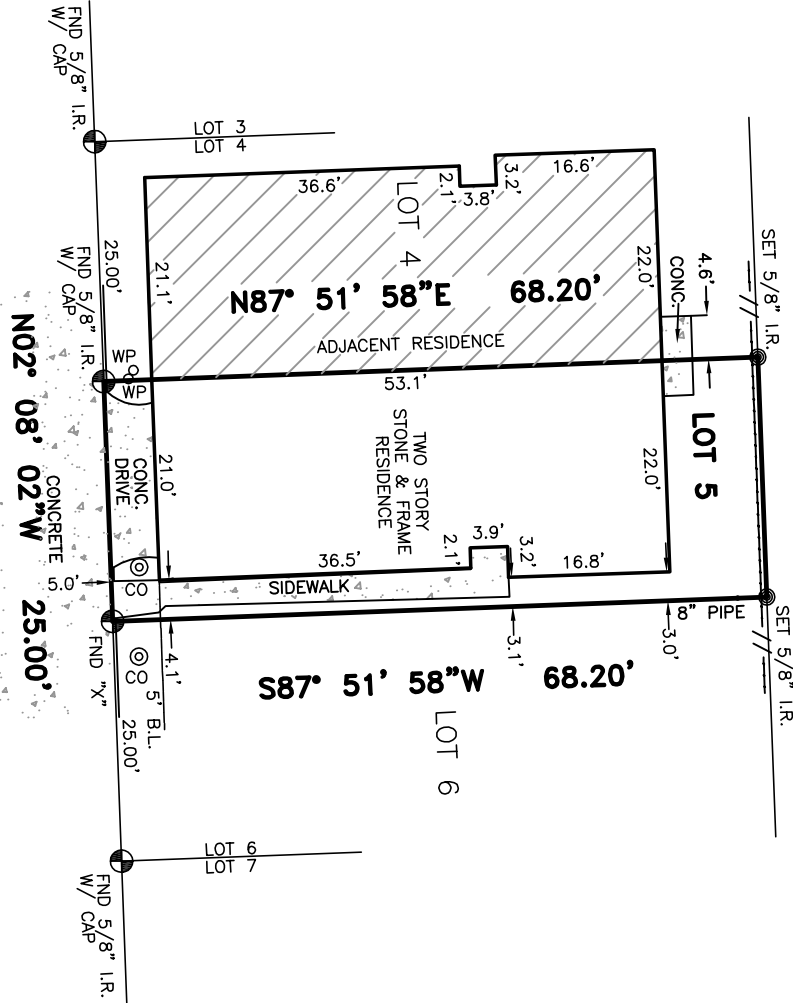 FND 5/8" I.R.
W/ CAP
LOT 3
LOT 4
36.6'
2.1'
3.8'
3.2'
16.6'
LOT 4
25.00'
21.1'
22.0'
CONC.
4.6'
SET 5/8" I.R.
FND 5/8" I.R.
W/ CAP
N87° 51' 58"E 68.20'
ADJACENT RESIDENCE
WP
WP
53.1'
N02° 08' 02"W 25.00'
CONCRETE
CONC.
DRIVE
21.0'
TWO STORY
STONE & FRAME
RESIDENCE
22.0'
LOT 5
36.5'
2.1'
3.9'
3.2'
16.8'
5.0'
CO
SIDEWALK
8" PIPE
SET 5/8" I.R.
FND "X"
4.1'
3.1'
3.0'
5' B.L.
25.00'
S87° 51' 58"W 68.20'
LOT 6
LOT 6
LOT 7
FND 5/8" I.R.
W/ CAP